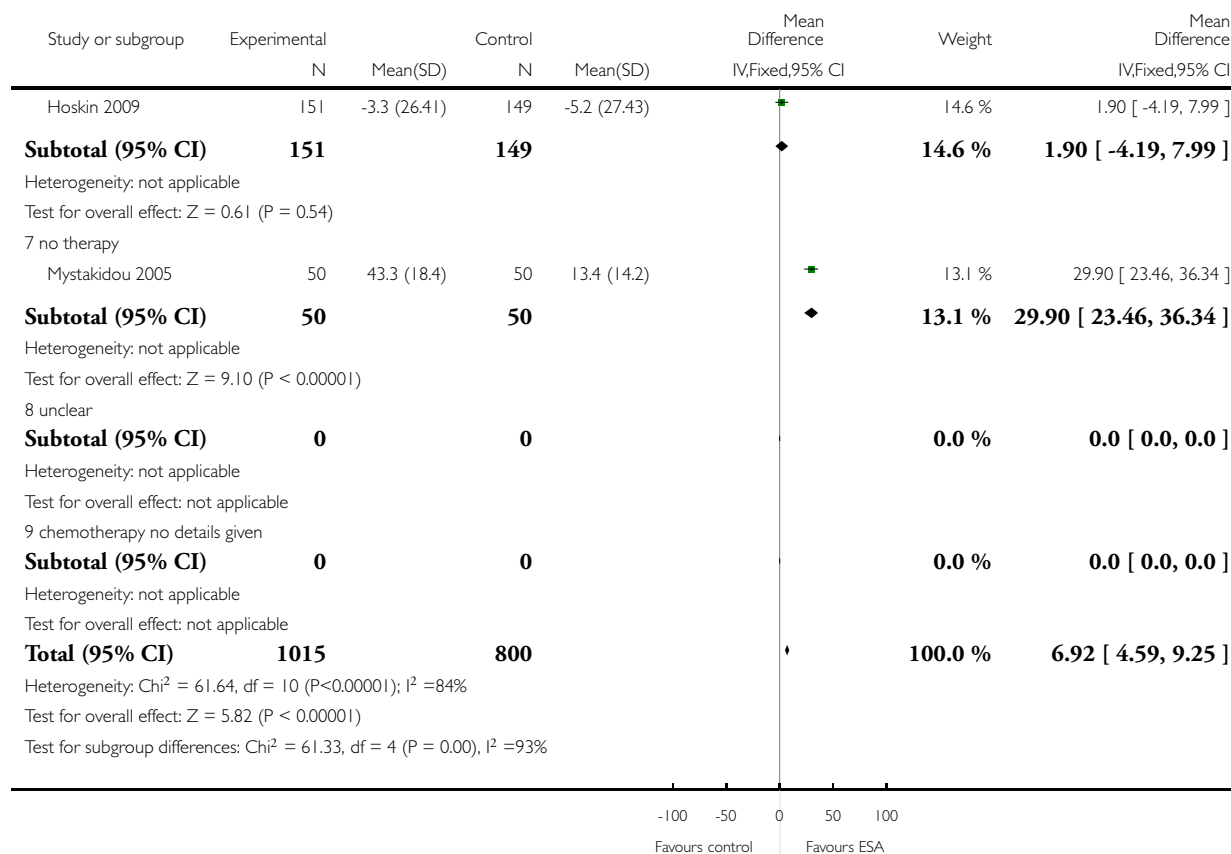 Study or subgroup Experimental Control Mean Difference Weight Mean Difference
N Mean(SD) N Mean(SD) IV,Fixed,95% CI IV,Fixed,95% CI
Hoskin 2009 151 -3.3 (26.41) 149 -5.2 (27.43) 14.6 % 1.90 [ -4.19, 7.99 ]
Subtotal (95% CI) 151 149 14.6 % 1.90 [ -4.19, 7.99 ]
Heterogeneity: not applicable
Test for overall effect: Z = 0.61 (P = 0.54)
7 no therapy
Mystakidou 2005 50 43.3 (18.4) 50 13.4 (14.2) 13.1 % 29.90 [ 23.46, 36.34 ]
Subtotal (95% CI) 50 50 13.1 % 29.90 [ 23.46, 36.34 ]
Heterogeneity: not applicable
Test for overall effect: Z = 9.10 (P < 0.00001)
8 unclear
Subtotal (95% CI) 0 0 0.0 % 0.0 [ 0.0, 0.0 ]
Heterogeneity: not applicable
Test for overall effect: not applicable
9 chemotherapy no details given
Subtotal (95% CI) 0 0 0.0 % 0.0 [ 0.0, 0.0 ]
Heterogeneity: not applicable
Test for overall effect: not applicable
Total (95% CI) 1015 800 100.0 % 6.92 [ 4.59, 9.25 ]
Heterogeneity: Chi² = 61.64, df = 10 (P<0.00001); I² =84%
Test for overall effect: Z = 5.82 (P < 0.00001)
Test for subgroup differences: Chi² = 61.33, df = 4 (P = 0.00), I² =93%
-100 -50 0 50 100
Favours control Favours ESA